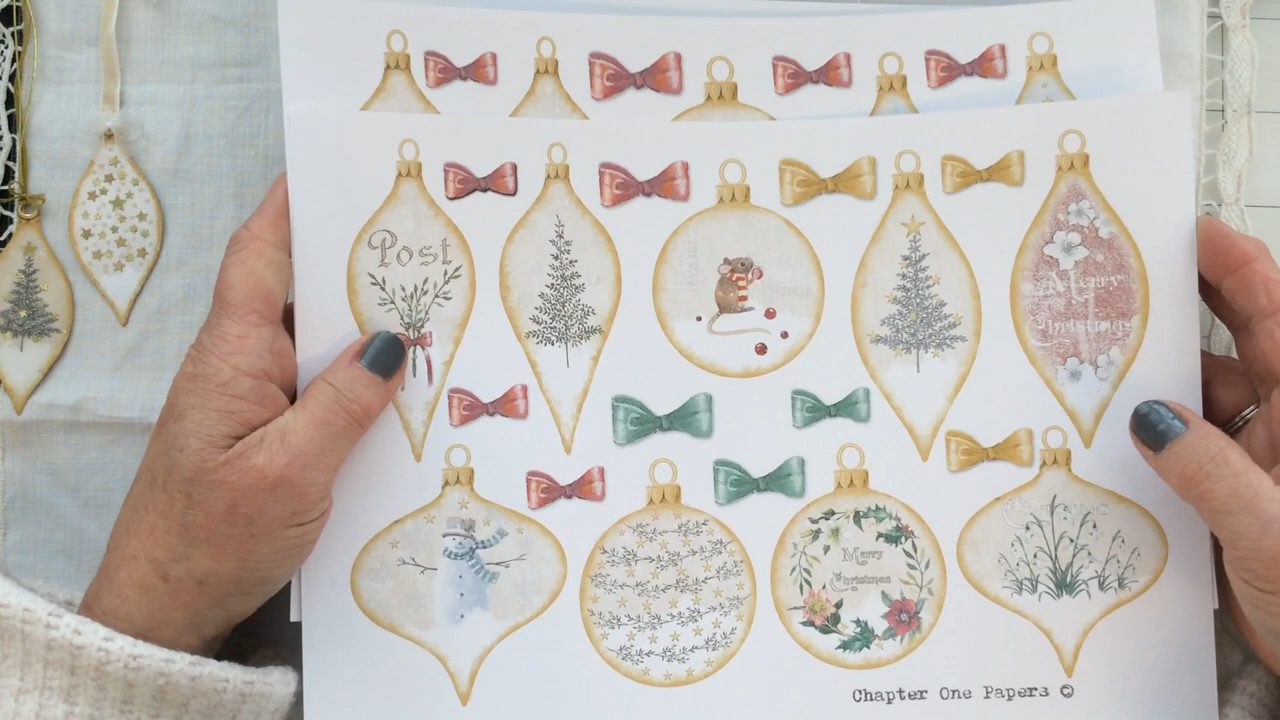 Post
Merry
Christmas
Merry
Christmas
Chapter One Papers ©